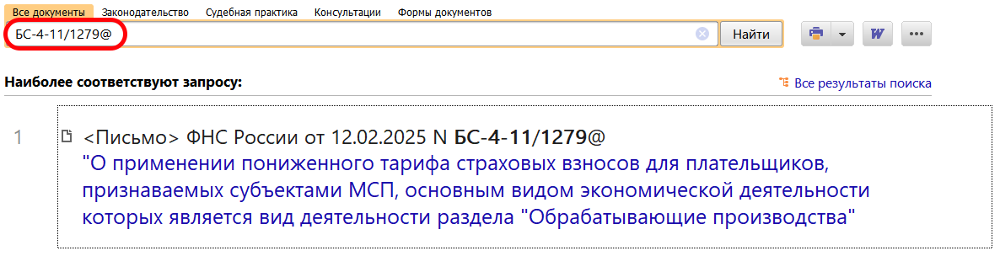 Все документы Законодательство Судебная практика Консультации Формы документов
БС-4-11/1279@ Найти
Наиболее соответствуют запросу: Все результаты поиска
1 <Письмо> ФНС России от 12.02.2025 N БС-4-11/1279@
"О применении пониженного тарифа страховых взносов для плательщиков,
признаваемых субъектами МСП, основным видом экономической деятельности
которых является вид деятельности раздела "Обрабатывающие производства"